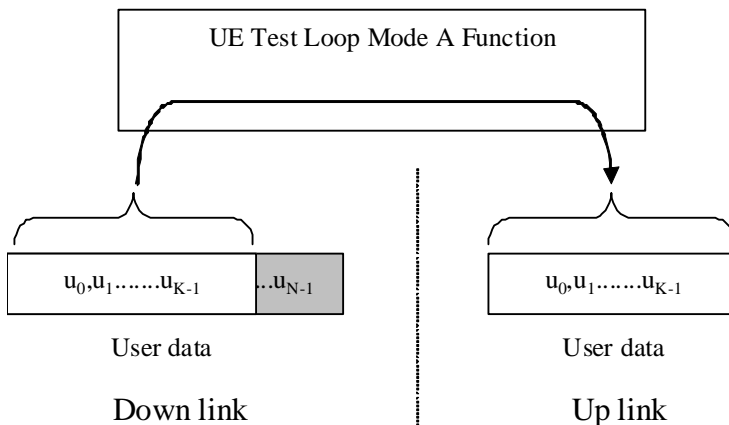 UE Test Loop Mode A Function
u0,u1.......uK-1 ...uN-1 u0,u1.......uK-1
User data User data
Down link Up link